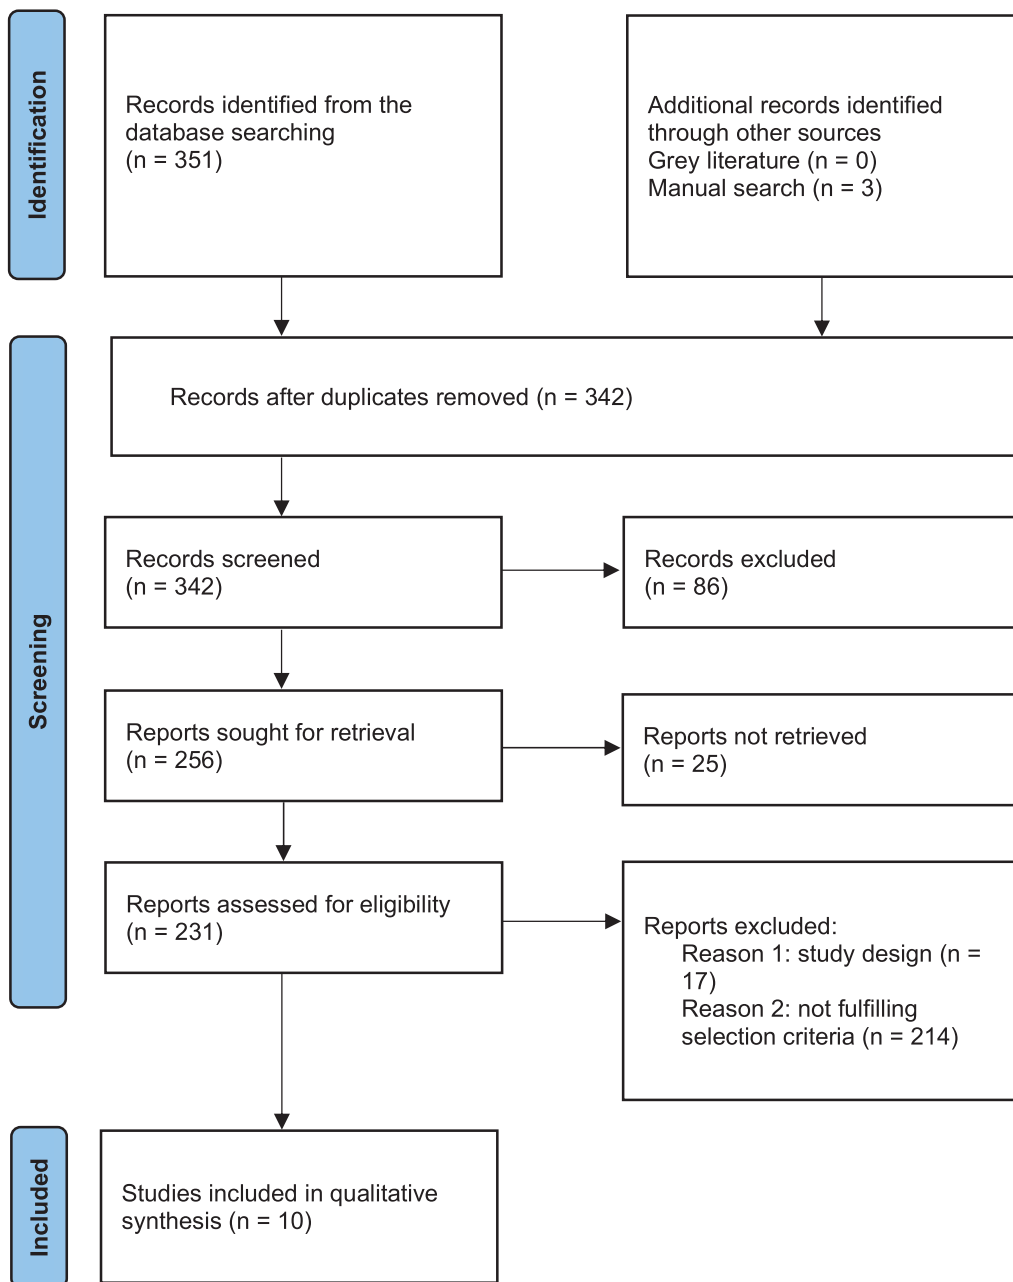 Identification
Records identified from the
database searching
(n = 351)
Additional records identified
through other sources
Grey literature (n = 0)
Manual search (n = 3)
Screening
Records after duplicates removed (n = 342)
Records screened
(n = 342)
Records excluded
(n = 86)
Reports sought for retrieval
(n = 256)
Reports not retrieved
(n = 25)
Reports assessed for eligibility
(n = 231)
Reports excluded:
Reason 1: study design (n =
17)
Reason 2: not fulfilling
selection criteria (n = 214)
Included
Studies included in qualitative
synthesis (n = 10)